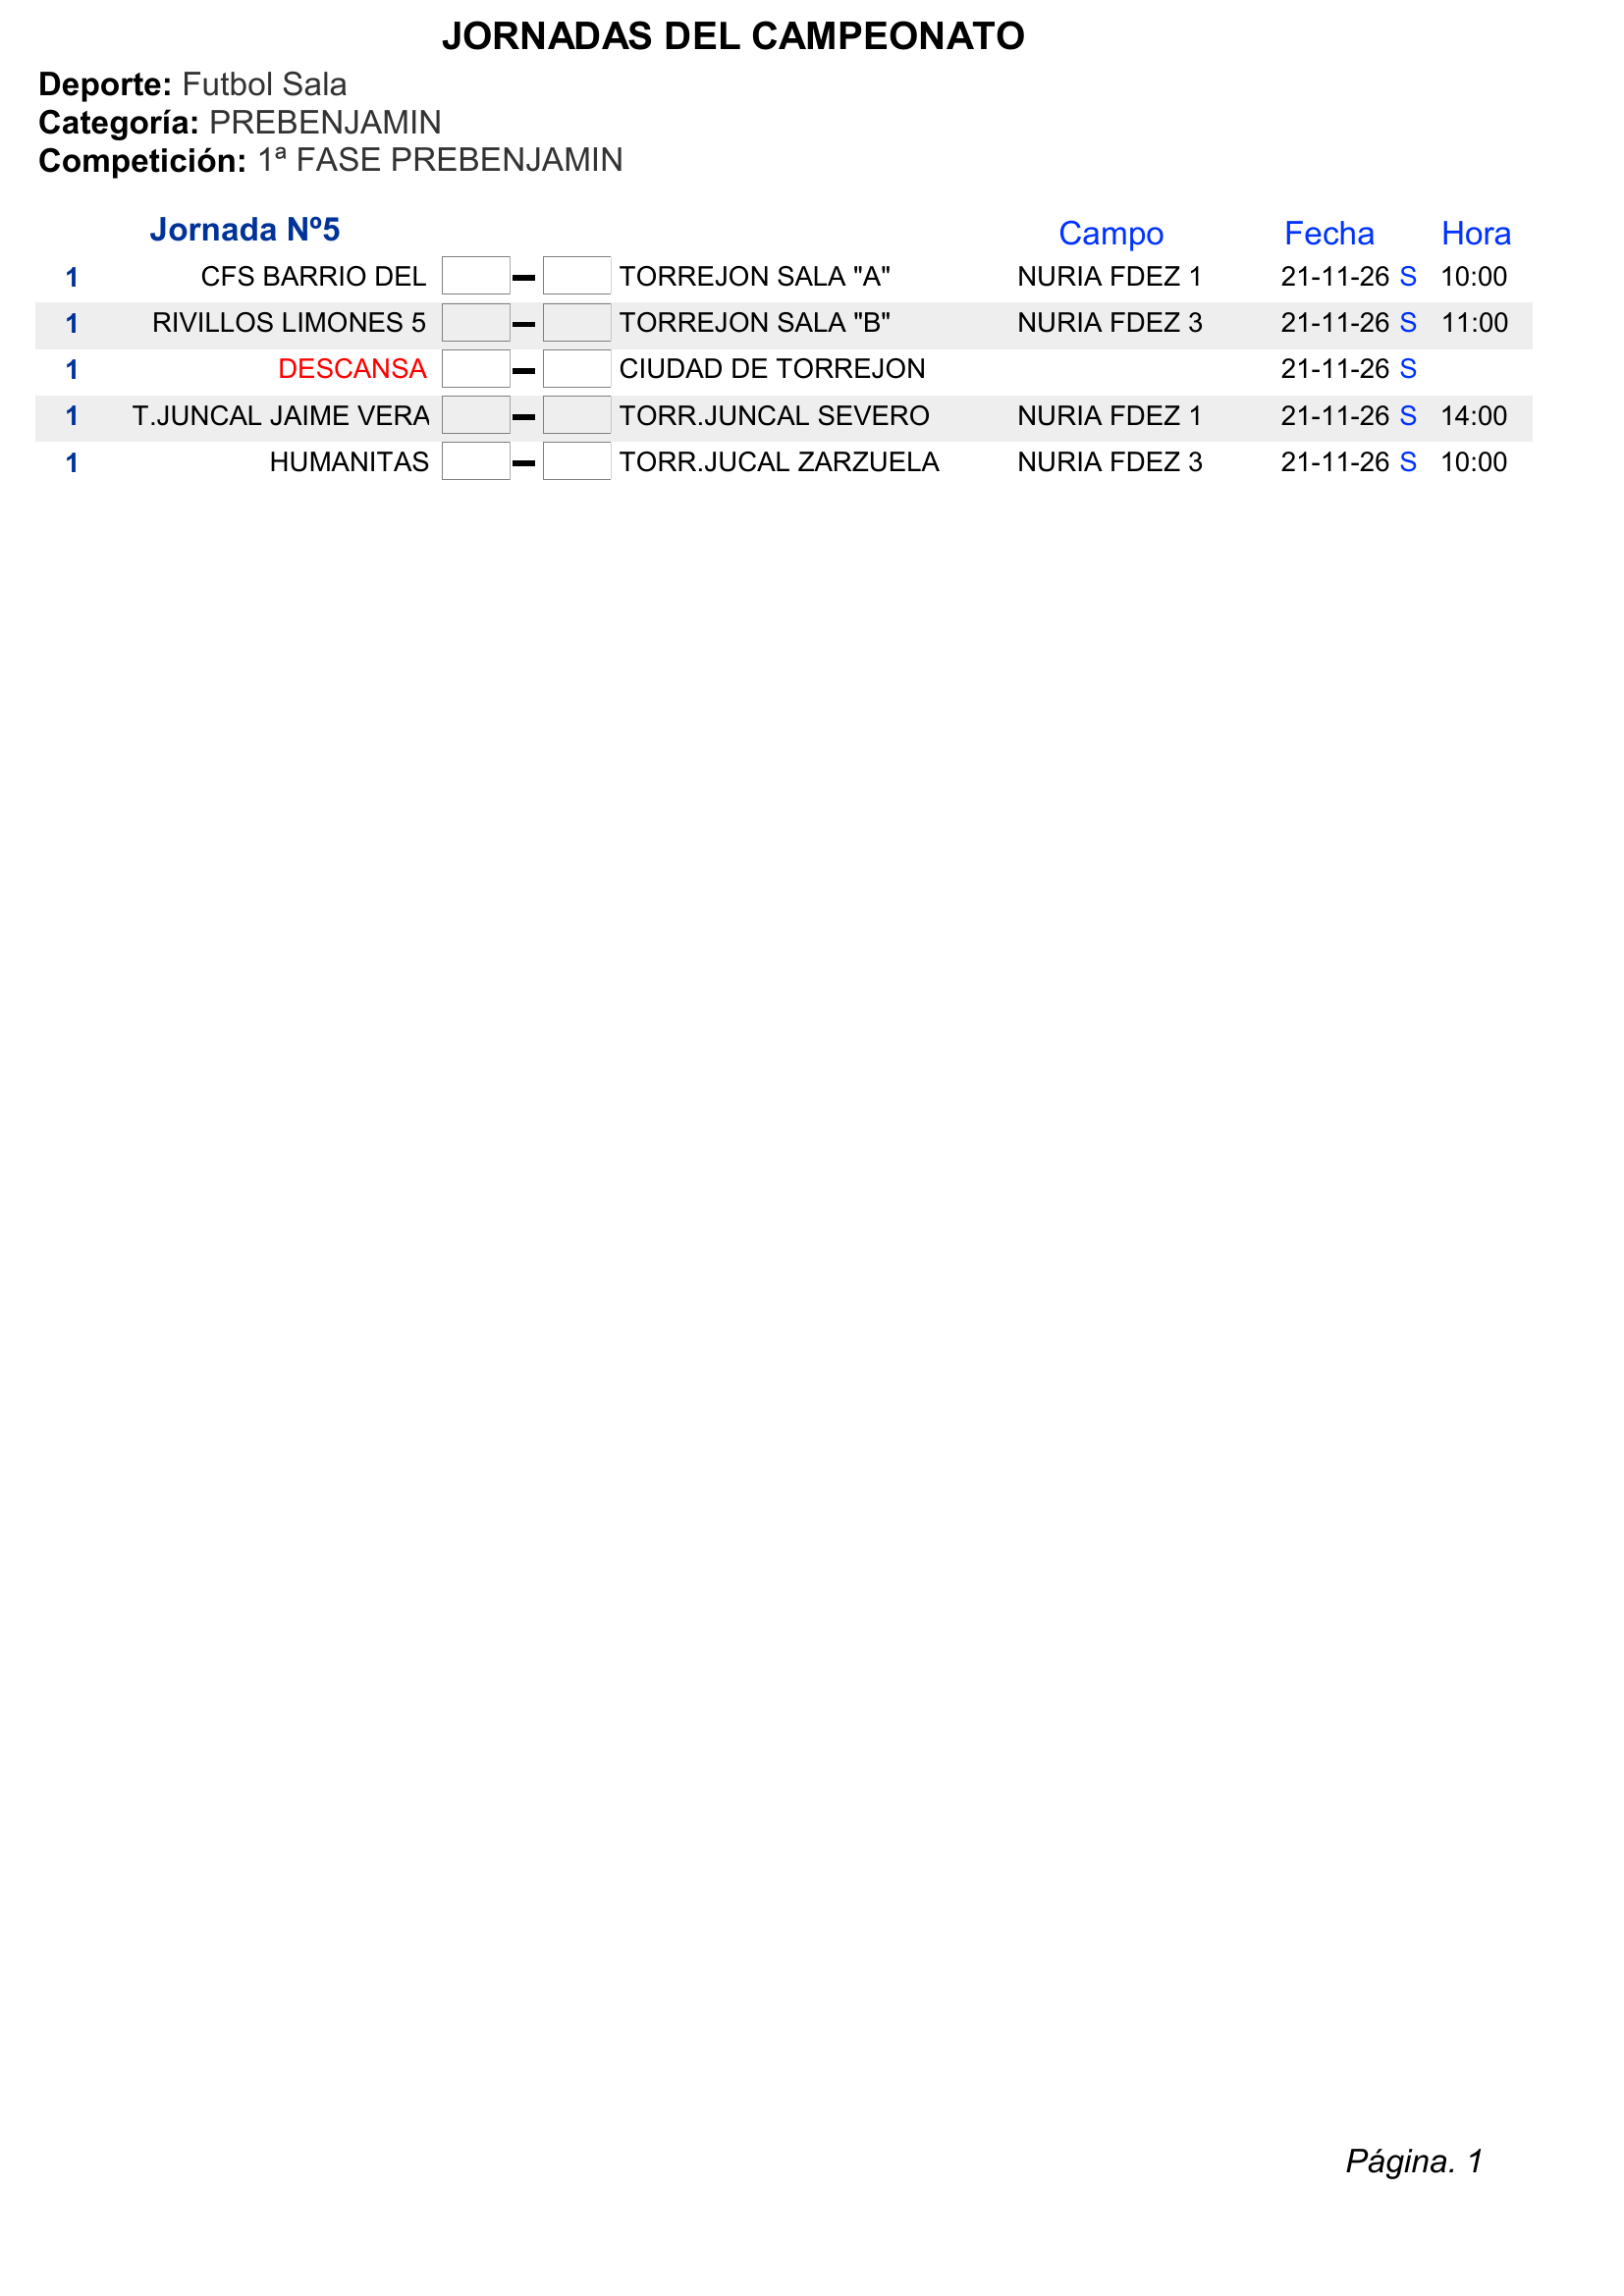 JORNADAS DEL CAMPEONATO
Deporte: Futbol Sala
Categoría: PREBENJAMIN
Competición: 1ª FASE PREBENJAMIN
Jornada Nº5 Campo Fecha Hora
1 CFS BARRIO DEL - TORREJON SALA "A" NURIA FDEZ 1 21-11-26 S 10:00
1 RIVILLOS LIMONES 5 - TORREJON SALA "B" NURIA FDEZ 3 21-11-26 S 11:00
1 DESCANSA - CIUDAD DE TORREJON 21-11-26 S
1 T.JUNCAL JAIME VERA - TORR.JUNCAL SEVERO NURIA FDEZ 1 21-11-26 S 14:00
1 HUMANITAS - TORR.JUCAL ZARZUELA NURIA FDEZ 3 21-11-26 S 10:00
Página. 1